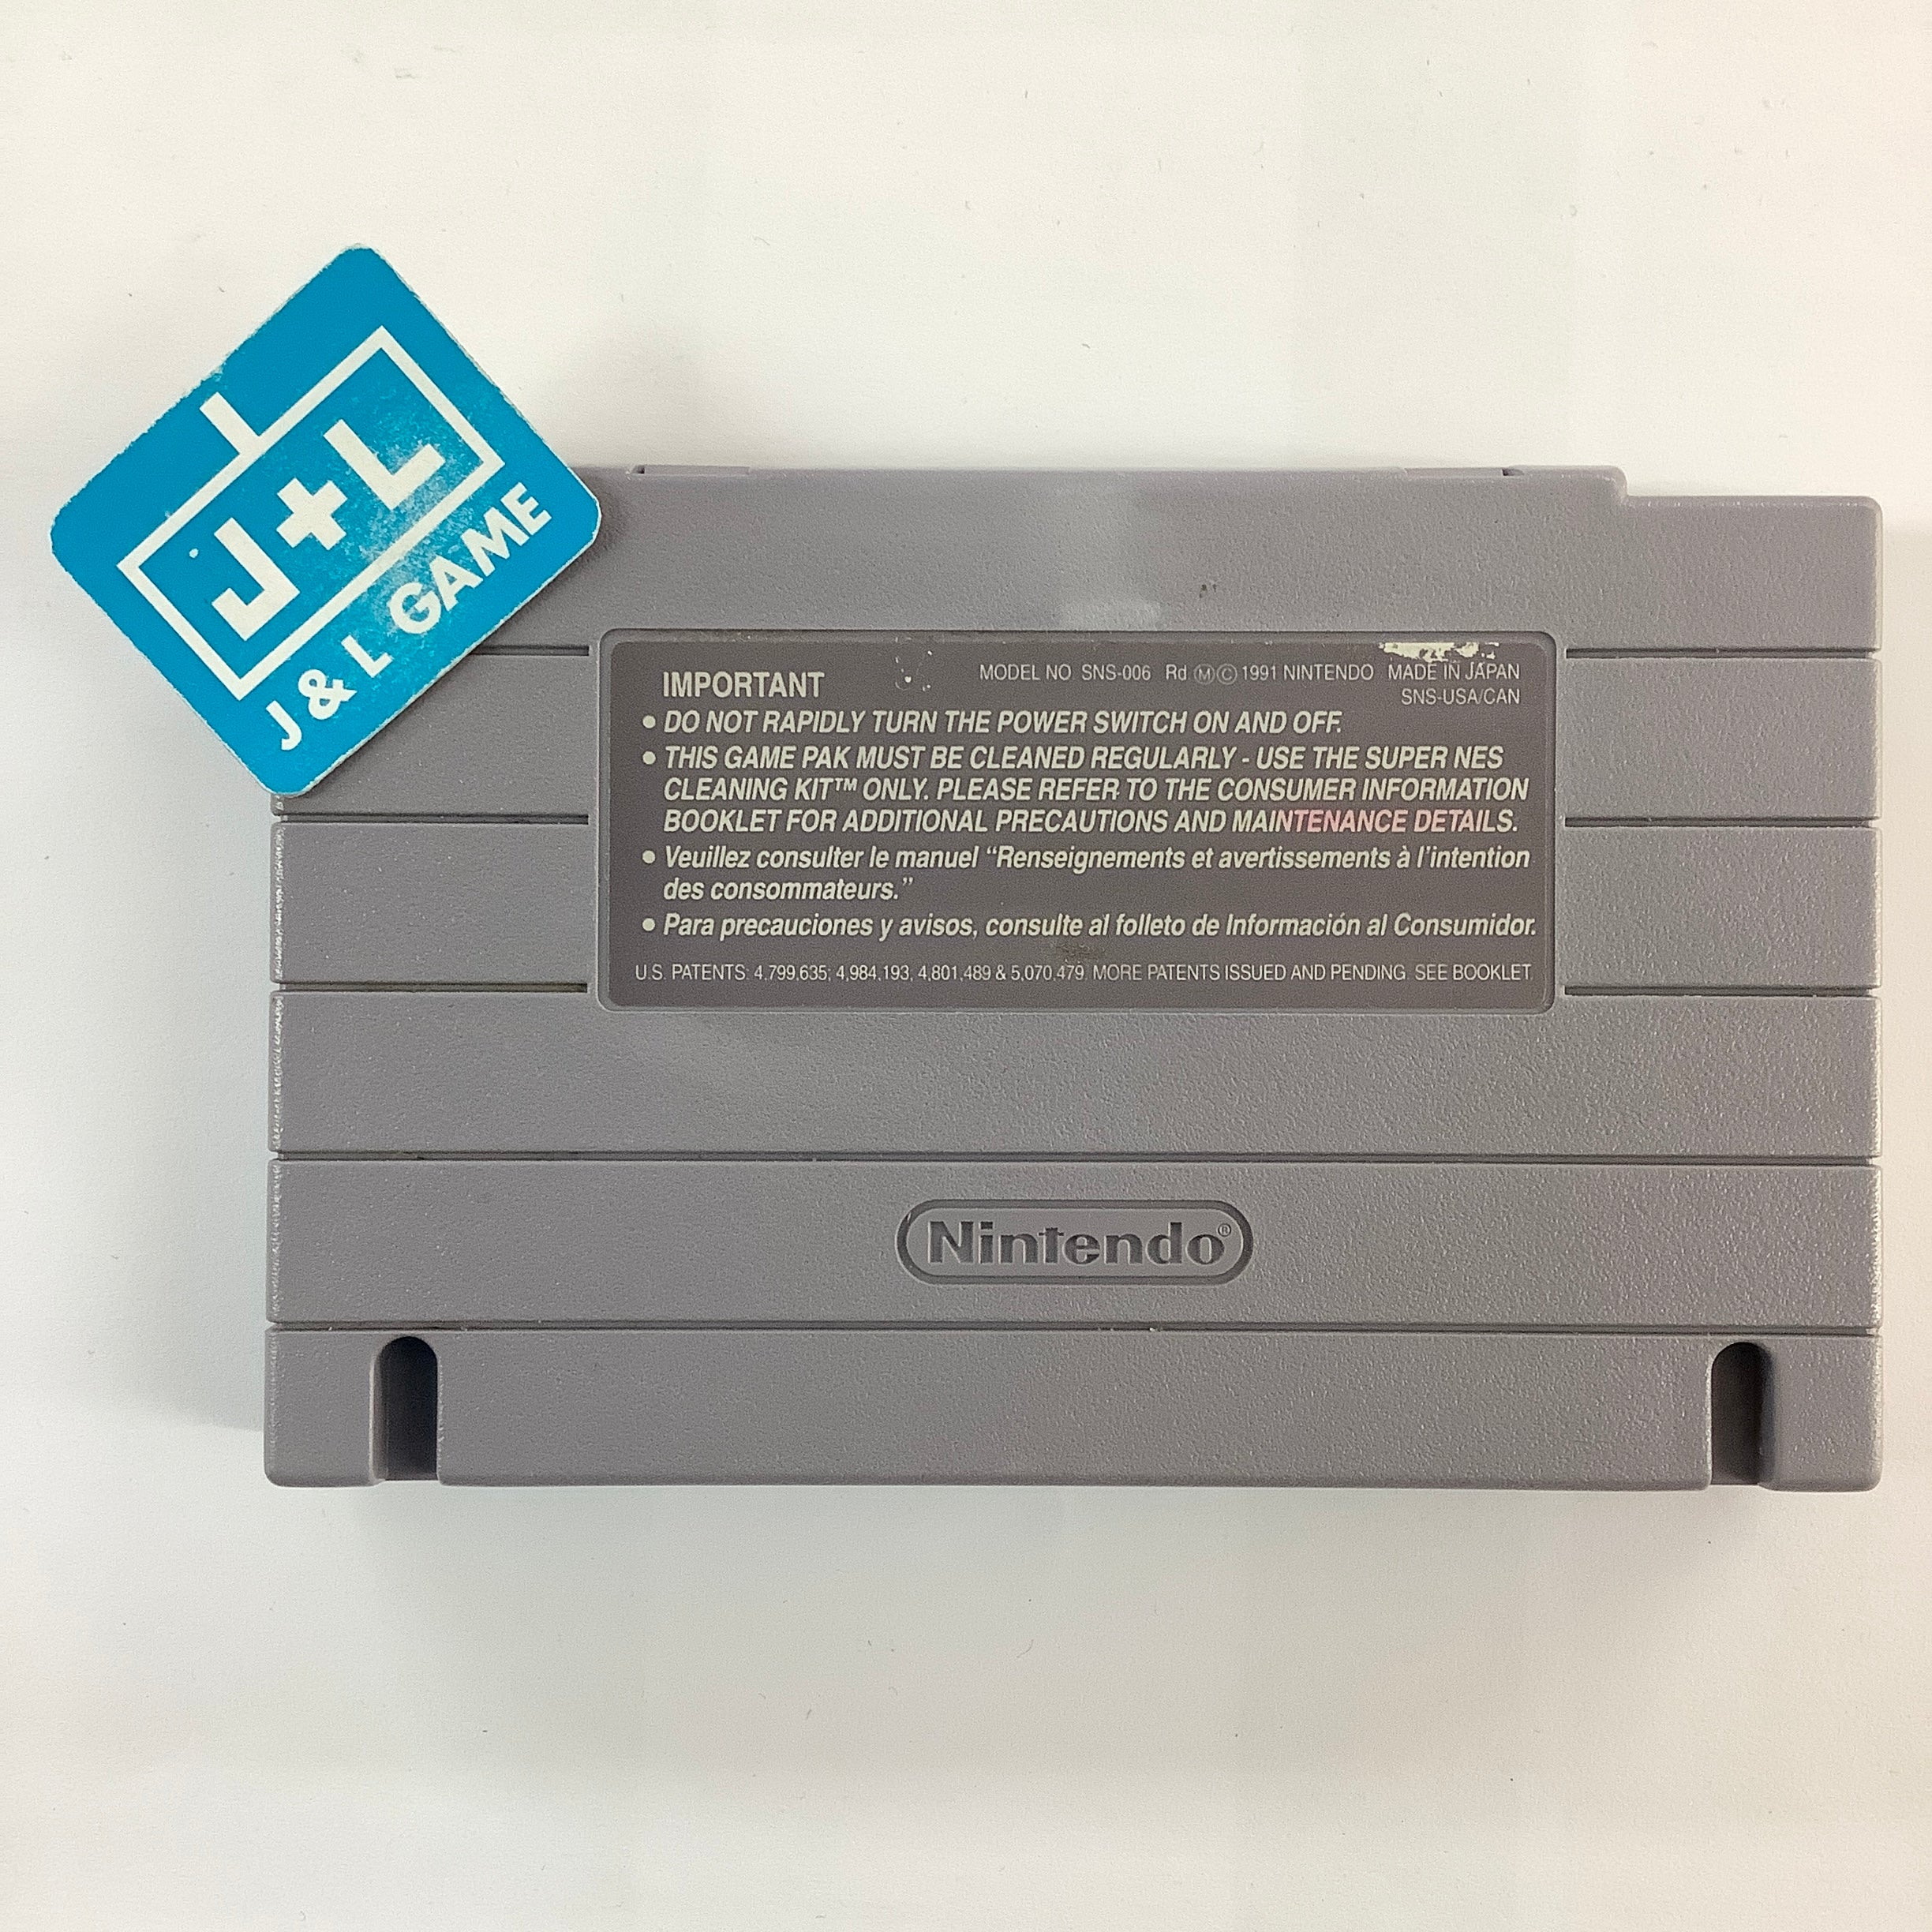 J+L
J & L GAME
IMPORTANT
MODEL NO SNS-006 Rd Ⓜ©1991 NINTENDO MADE IN JAPAN
SNS-USA/CAN
• DO NOT RAPIDLY TURN THE POWER SWITCH ON AND OFF.
• THIS GAME PAK MUST BE CLEANED REGULARLY - USE THE SUPER NES
CLEANING KIT™ ONLY. PLEASE REFER TO THE CONSUMER INFORMATION
BOOKLET FOR ADDITIONAL PRECAUTIONS AND MAINTENANCE DETAILS.
• Veuillez consulter le manuel “Renseignements et avertissements à l’intention
des consommateurs.”
• Para precauciones y avisos, consulte al folleto de Información al Consumidor.
U.S. PATENTS: 4,799,635; 4,984,193, 4,801,489 & 5,070,479 MORE PATENTS ISSUED AND PENDING SEE BOOKLET
Nintendo®